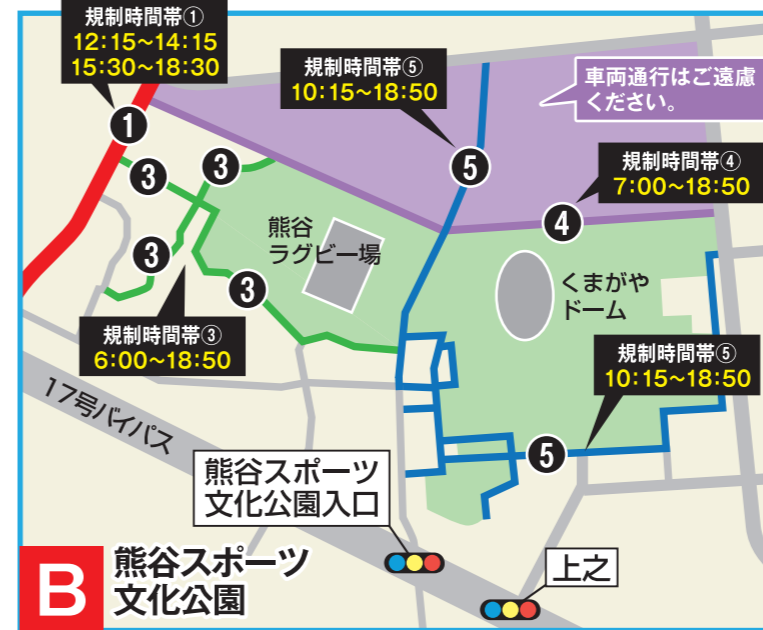 規制時間帯①
12:15〜14:15
15:30〜18:30
規制時間帯⑤
10:15〜18:50
車両通行はご遠慮
ください。
規制時間帯④
7:00〜18:50
1
3
3
5
4
熊谷
ラグビー場
3
3
くまがや
ドーム
規制時間帯③
6:00〜18:50
規制時間帯⑤
10:15〜18:50
17号バイパス
5
熊谷スポーツ
文化公園入口
上之
B
熊谷スポーツ
文化公園